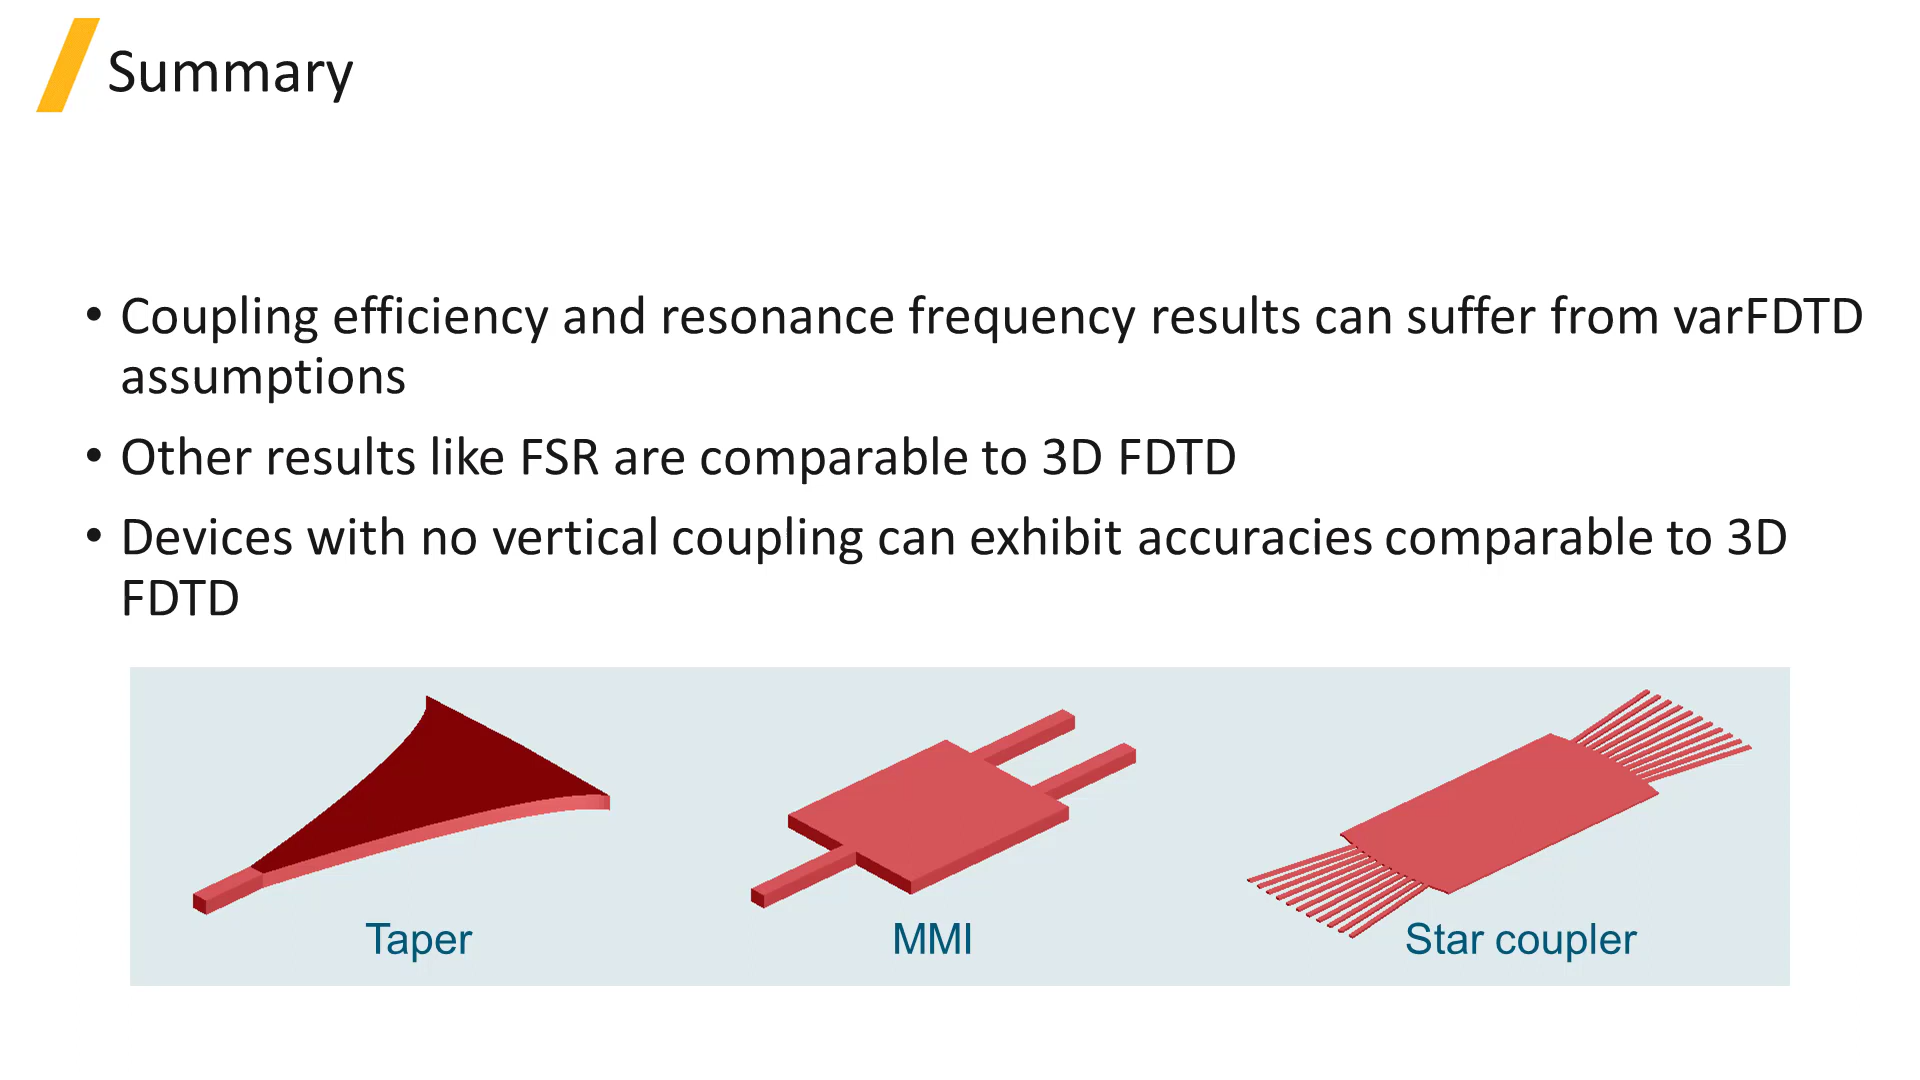 Summary
• Coupling efficiency and resonance frequency results can suffer from varFDTD
assumptions
• Other results like FSR are comparable to 3D FDTD
• Devices with no vertical coupling can exhibit accuracies comparable to 3D
FDTD
Taper
MMI
Star coupler